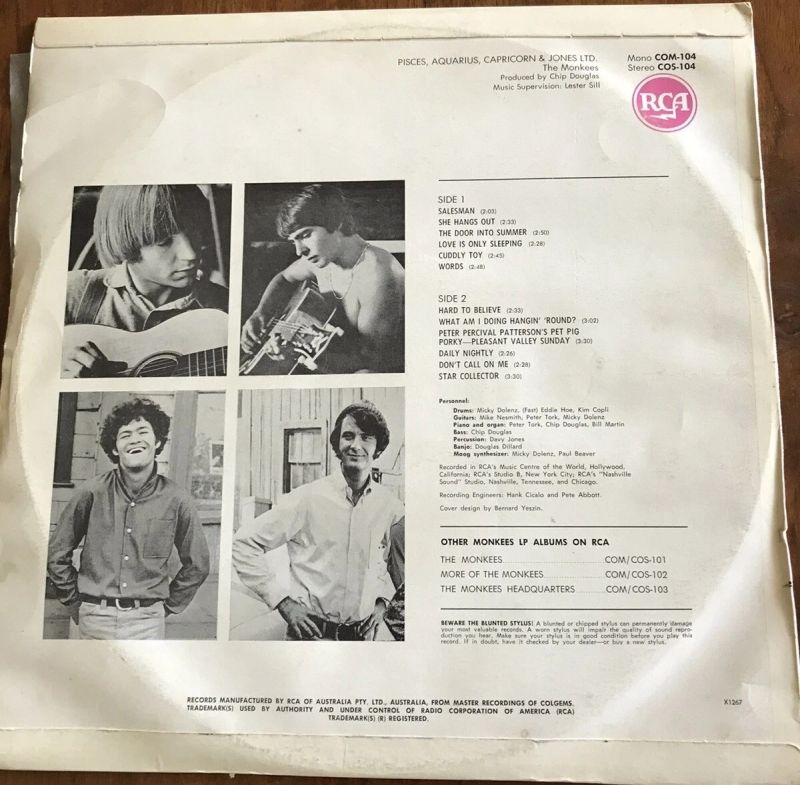 PISCES, AQUARIUS, CAPRICORN & JONES LTD.
The Monkees
Produced by Chip Douglas
Music Supervision: Lester Sill
Mono COM-104
Stereo COS-104
RCA
SIDE 1
SALESMAN (2:03)
SHE HANGS OUT (2:33)
THE DOOR INTO SUMMER (2:50)
LOVE IS ONLY SLEEPING (2:28)
CUDDLY TOY (2:45)
WORDS (2:48)
SIDE 2
HARD TO BELIEVE (2:33)
WHAT AM I DOING HANGIN' 'ROUND? (3:02)
PETER PERCIVAL PATTERSON'S PET PIG
PORKY—PLEASANT VALLEY SUNDAY (3:30)
DAILY NIGHTLY (2:26)
DON'T CALL ON ME (2:28)
STAR COLLECTOR (3:30)
Personnel:
Drums: Micky Dolenz, (Fast) Eddie Hoe, Kim Copli
Guitars: Mike Nesmith, Peter Tork, Micky Dolenz
Piano and organ: Peter Tork, Chip Douglas, Bill Martin
Bass: Chip Douglas
Percussion: Davy Jones
Banjo: Douglas Dillard
Moog synthesizer: Micky Dolenz, Paul Beaver
Recorded in RCA's Music Centre of the World, Hollywood,
California; RCA's Studio B, New York City; RCA's "Nashville
Sound" Studio, Nashville, Tennessee, and Chicago.
Recording Engineers: Hank Cicalo and Pete Abbott.
Cover design by Bernard Yeszin.
OTHER MONKEES LP ALBUMS ON RCA
THE MONKEES COM/COS-101
MORE OF THE MONKEES COM/COS-102
THE MONKEES HEADQUARTERS COM/COS-103
BEWARE THE BLUNTED STYLUS! A blunted or chipped stylus can permanently damage
your most valuable records. A worn stylus will impair the quality of sound repro-
duction you hear. Make sure your stylus is in good condition before you play this
record. If in doubt, have it checked by your dealer—or buy a new stylus.
RECORDS MANUFACTURED BY RCA OF AUSTRALIA PTY. LTD., AUSTRALIA, FROM MASTER RECORDINGS OF COLGEMS.
TRADEMARK(S) USED BY AUTHORITY AND UNDER CONTROL OF RADIO CORPORATION OF AMERICA (RCA)
TRADEMARK(S) (R) REGISTERED.
X1267